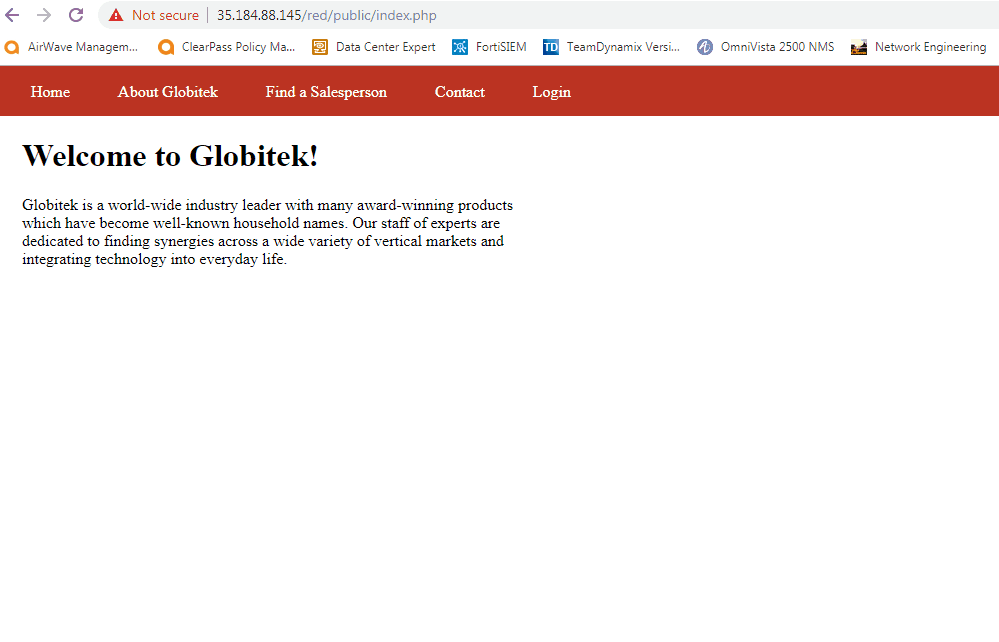 Not secure | 35.184.88.145/red/public/index.php
AirWave Managem... ClearPass Policy Ma... Data Center Expert FortiSIEM TD TeamDynamix Versi... OmniVista 2500 NMS Network Engineering
Home About Globitek Find a Salesperson Contact Login
Welcome to Globitek!
Globitek is a world-wide industry leader with many award-winning products
which have become well-known household names. Our staff of experts are
dedicated to finding synergies across a wide variety of vertical markets and
integrating technology into everyday life.